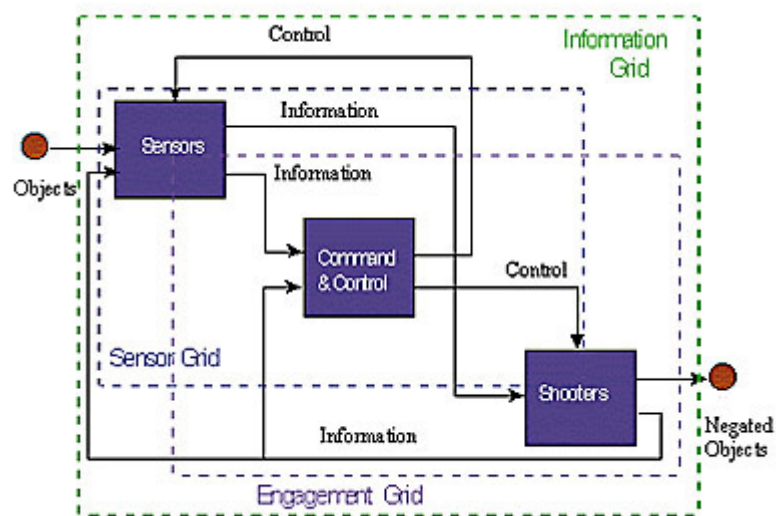 Control
Information
Grid
Information
Sensors
Information
Objects
Command
& Control
Control
Sensor Grid
Shooters
Negated
Objects
Information
Engagement Grid